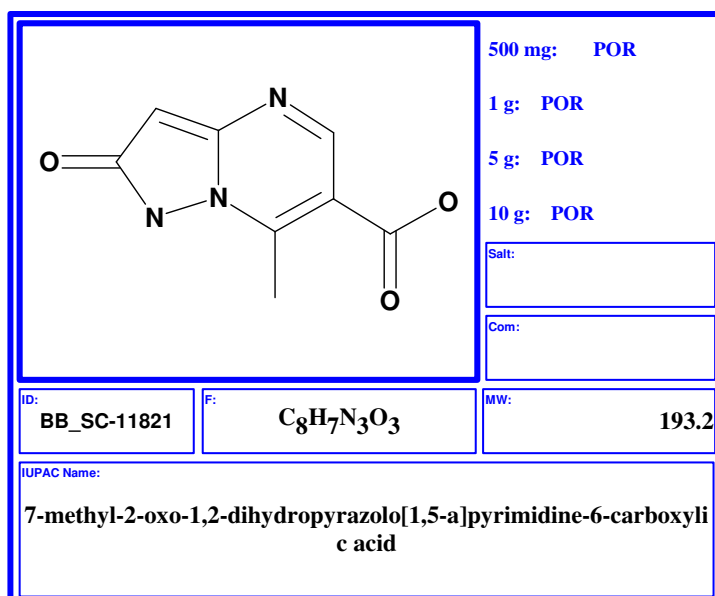 500 mg: POR
1 g: POR
5 g: POR
10 g: POR
N
O
N
N
O
O
Salt:
Com:
ID:
BB_SC-11821
F:
C8H7N3O3
MW:
193.2
IUPAC Name:
7-methyl-2-oxo-1,2-dihydropyrazolo[1,5-a]pyrimidine-6-carboxyli
c acid